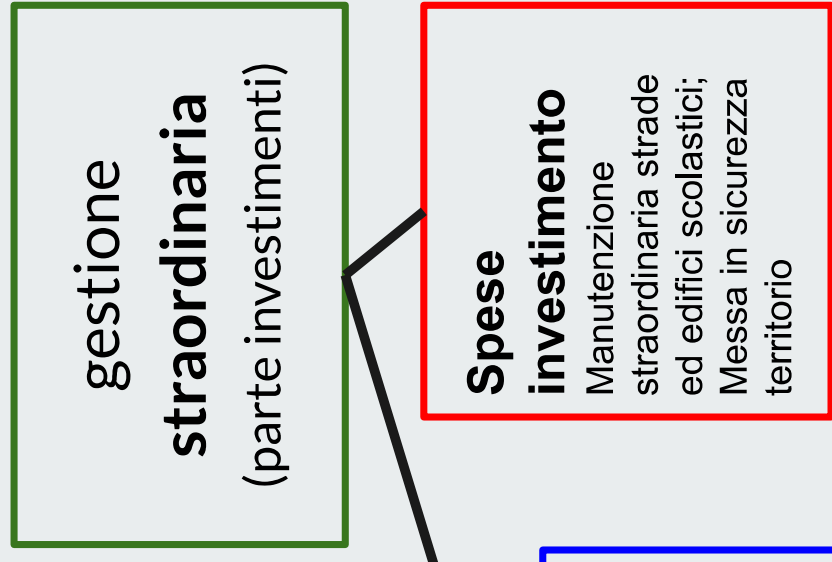 gestione
straordinaria
(parte investimenti)
Spese
investimento
Manutenzione
straordinaria strade
ed edifici scolastici;
Messa in sicurezza
territorio